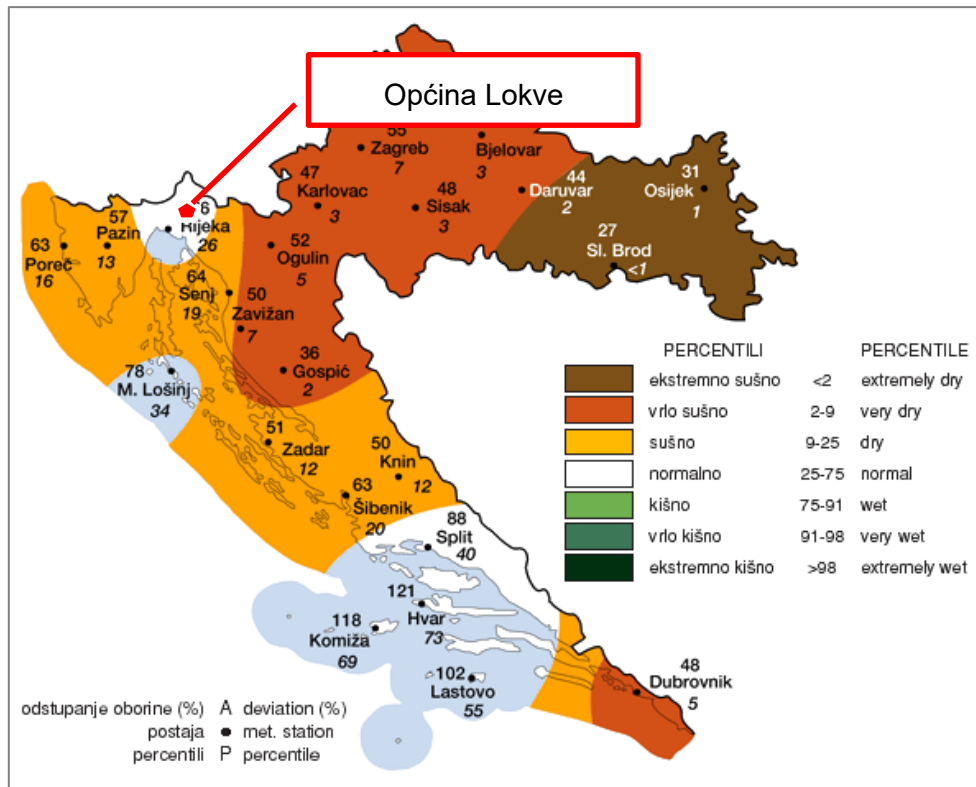 Općina Lokve
55
Zagreb
7
Bjelovar
3
47
Karlovac
3
48
Sisak
3
44
Daruvar
2
31
Osijek
1
27
Sl. Brod
<1
57
Pazin
13
63
Poreč
16
6
Rijeka
26
52
Ogulin
5
64
Senj
19
50
Zavižan
7
36
Gospić
2
78
M. Lošinj
34
51
Zadar
12
50
Knin
12
63
Šibenik
20
88
Split
40
121
Hvar
73
118
Komiža
69
102
Lastovo
55
48
Dubrovnik
5
PERCENTILI PERCENTILE
ekstremno sušno <2 extremely dry
vrlo sušno 2-9 very dry
sušno 9-25 dry
normalno 25-75 normal
kišno 75-91 wet
vrlo kišno 91-98 very wet
ekstremno kišno >98 extremely wet
odstupanje oborine (%) A deviation (%)
postaja met. station
percentili P percentile